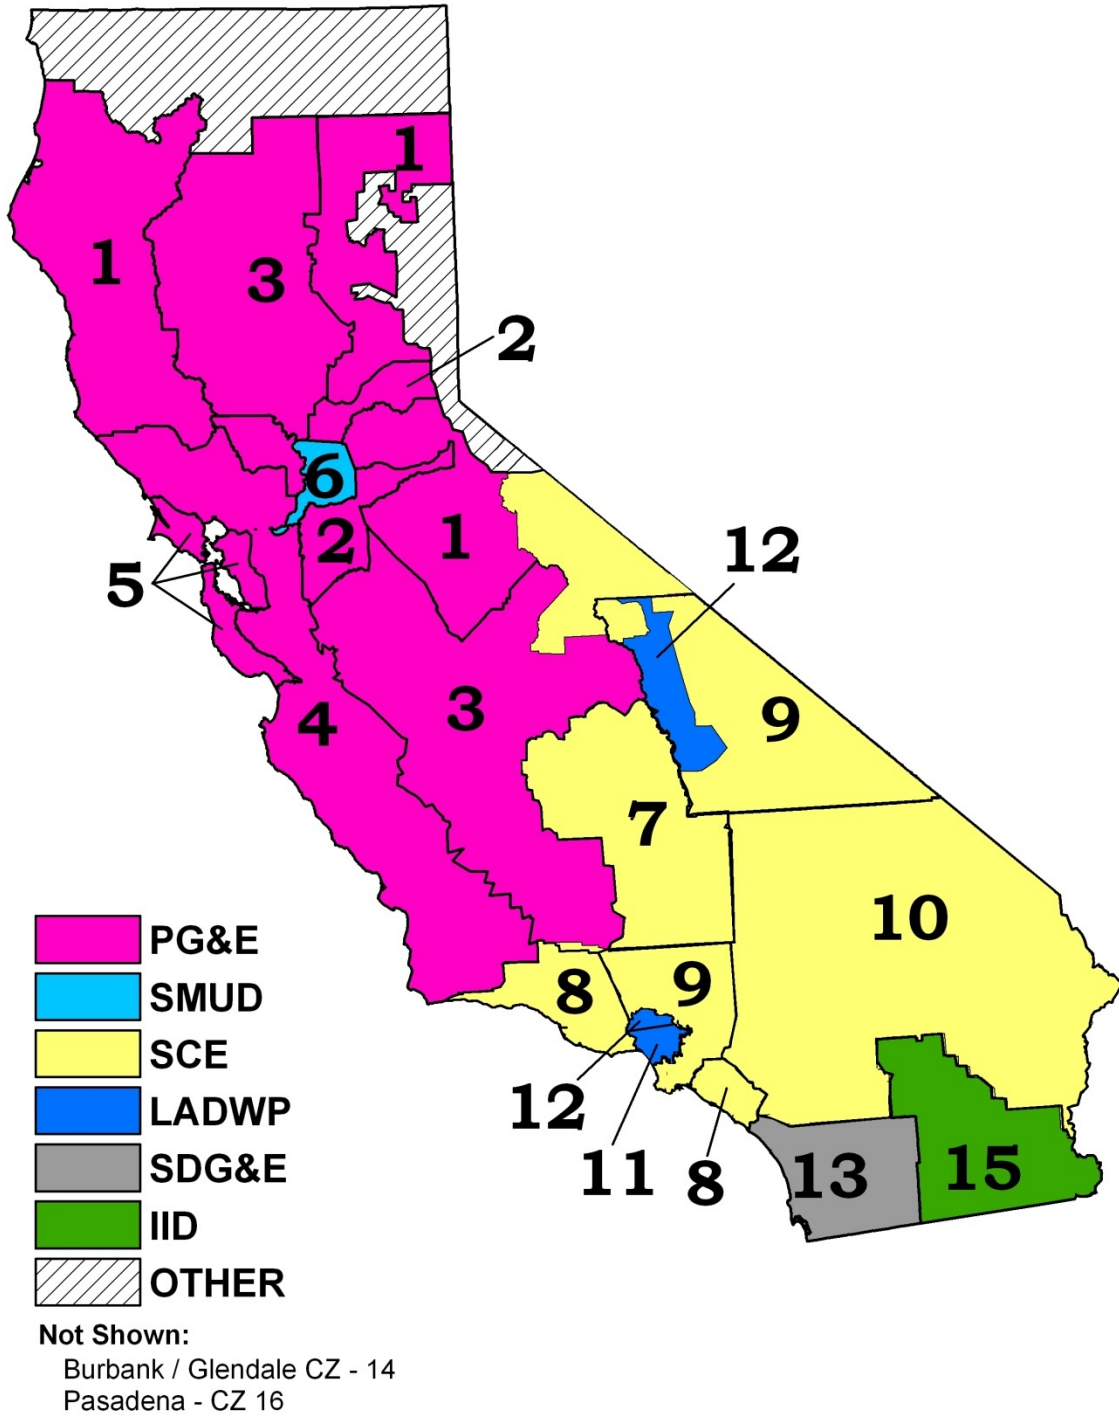 1
1
3
2
6
2
1
12
5
3
4
9
7
10
8
9
12
11
8
13
15
PG&E
SMUD
SCE
LADWP
SDG&E
IID
OTHER
Not Shown:
Burbank / Glendale CZ - 14
Pasadena - CZ 16